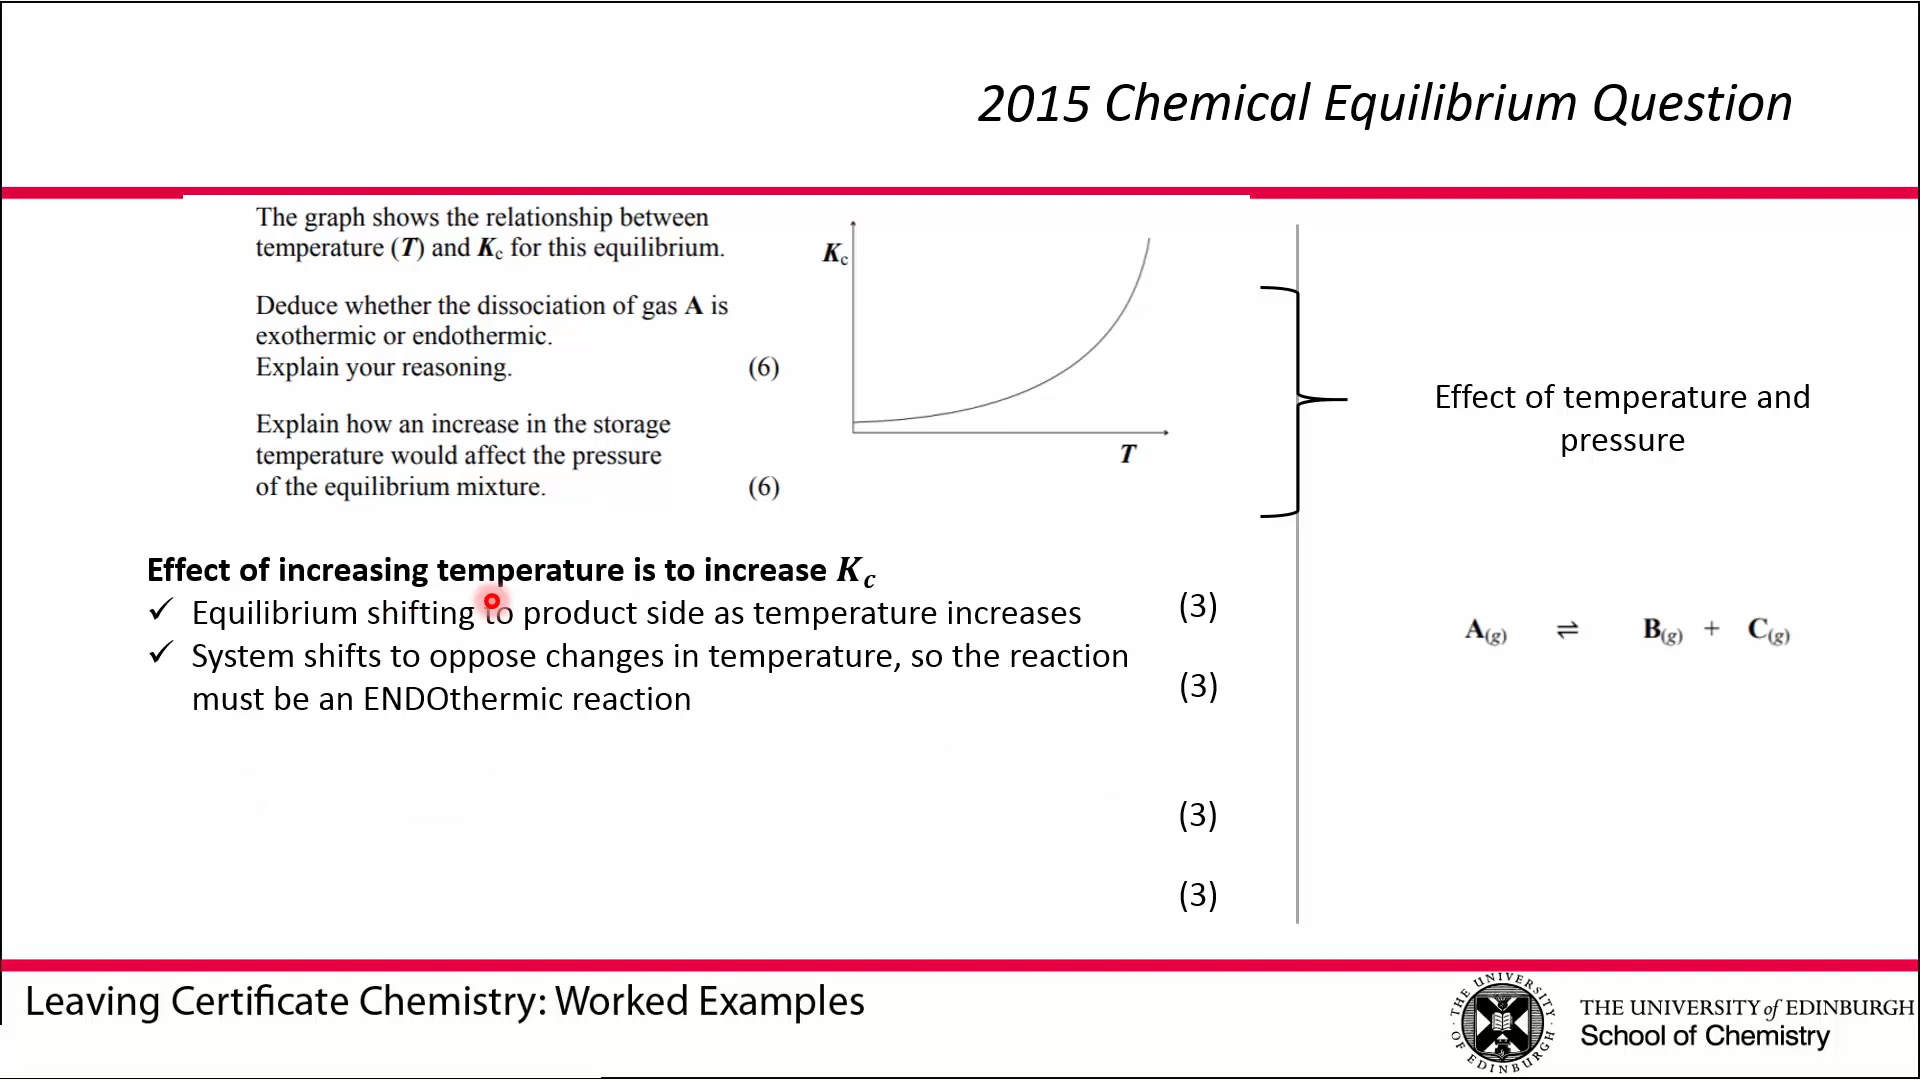 2015 Chemical Equilibrium Question
The graph shows the relationship between
temperature (T) and Kc for this equilibrium.
Deduce whether the dissociation of gas A is
exothermic or endothermic.
Explain your reasoning. (6)
Explain how an increase in the storage
temperature would affect the pressure
of the equilibrium mixture. (6)
Kc
T
Effect of temperature and
pressure
Effect of increasing temperature is to increase Kc
✓ Equilibrium shifting to product side as temperature increases (3)
✓ System shifts to oppose changes in temperature, so the reaction
must be an ENDOthermic reaction (3)
(3)
(3)
A(g) ⇌ B(g) + C(g)
Leaving Certificate Chemistry: Worked Examples
THE UNIVERSITY OF EDINBURGH
THE UNIVERSITY of EDINBURGH
School of Chemistry